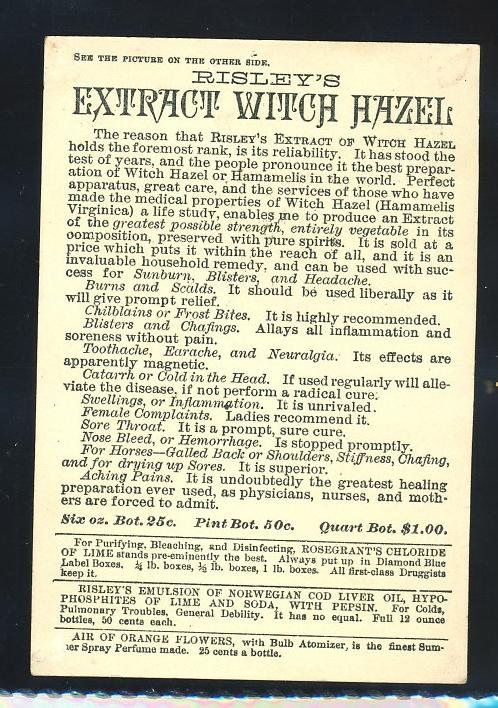 SEE THE PICTURE ON THE OTHER SIDE.
RISLEY'S
EXTRACT WITCH HAZEL
The reason that RISLEY'S EXTRACT OF WITCH HAZEL
holds the foremost rank, is its reliability. It has stood the
test of years, and the people pronounce it the best prepar-
ation of Witch Hazel or Hamamelis in the world. Perfect
apparatus, great care, and the services of those who have
made the medical properties of Witch Hazel (Hamamelis
Virginica) a life study, enables me to produce an Extract
of the greatest possible strength, entirely vegetable in its
composition, preserved with pure spirits. It is sold at a
price which puts it within the reach of all, and it is an
invaluable household remedy, and can be used with suc-
cess for Sunburn, Blisters, and Headache.
Burns and Scalds. It should be used liberally as it
will give prompt relief.
Chilblains or Frost Bites. It is highly recommended.
Blisters and Chafings. Allays all inflammation and
soreness without pain.
Toothache, Earache, and Neuralgia. Its effects are
apparently magnetic.
Catarrh or Cold in the Head. If used regularly will alle-
viate the disease, if not perform a radical cure.
Swellings, or Inflammation. It is unrivaled.
Female Complaints. Ladies recommend it.
Sore Throat. It is a prompt, sure cure.
Nose Bleed, or Hemorrhage. Is stopped promptly.
For Horses—Galled Back or Shoulders, Stiffness, Chafing,
and for drying up Sores. It is superior.
Aching Pains. It is undoubtedly the greatest healing
preparation ever used, as physicians, nurses, and moth-
ers are forced to admit.
Six oz. Bot. 25c. Pint Bot. 50c. Quart Bot. $1.00.
For Purifying, Bleaching, and Disinfecting, ROSEGRANT'S CHLORIDE
OF LIME stands pre-eminently the best. Always put up in Diamond Blue
Label Boxes. ¼ lb. boxes, ½ lb. boxes, 1 lb. boxes. All first-class Druggists
keep it.
RISLEY'S EMULSION OF NORWEGIAN COD LIVER OIL, HYPO-
PHOSPHITES OF LIME AND SODA, WITH PEPSIN. For Colds,
Pulmonary Troubles, General Debility. It has no equal. Full 12 ounce
bottles, 50 cents each.
AIR OF ORANGE FLOWERS, with Bulb Atomizer, is the finest Sum-
mer Spray Perfume made. 25 cents a bottle.